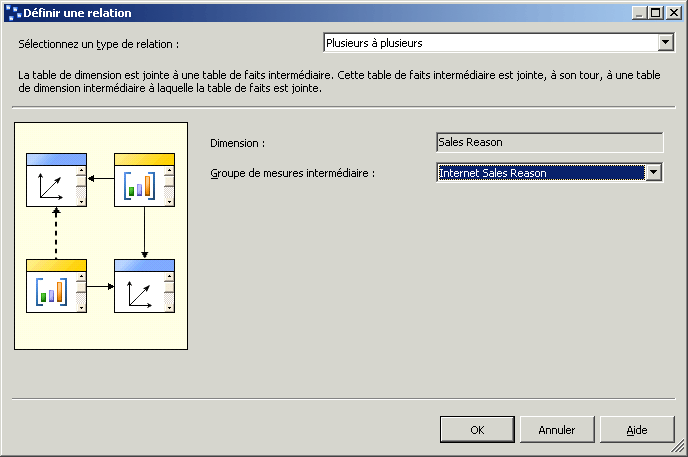 Définir une relation
Sélectionnez un type de relation :
Plusieurs à plusieurs
La table de dimension est jointe à une table de faits intermédiaire. Cette table de faits intermédiaire est jointe, à son tour, à une table
de dimension intermédiaire à laquelle la table de faits est jointe.
Dimension :
Sales Reason
Groupe de mesures intermédiaire :
Internet Sales Reason
OK
Annuler
Aide